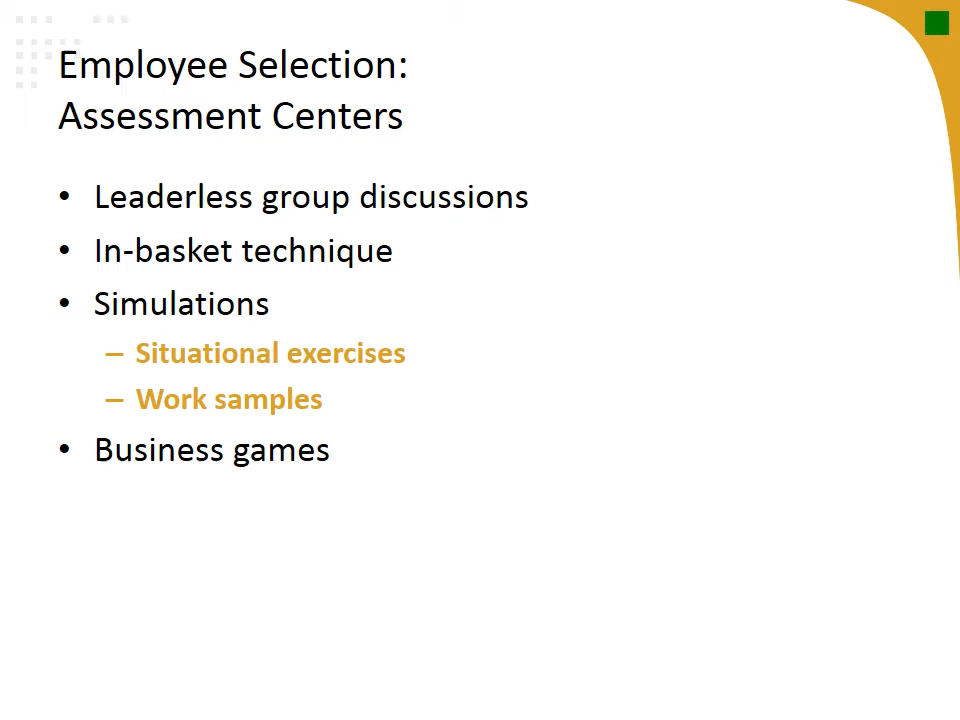 Employee Selection:
Assessment Centers
• Leaderless group discussions
• In-basket technique
• Simulations
– Situational exercises
– Work samples
• Business games